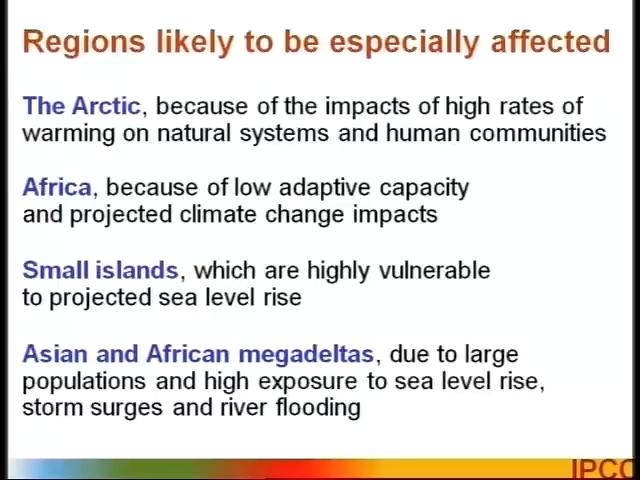 Regions likely to be especially affected
The Arctic, because of the impacts of high rates of
warming on natural systems and human communities
Africa, because of low adaptive capacity
and projected climate change impacts
Small islands, which are highly vulnerable
to projected sea level rise
Asian and African megadeltas, due to large
populations and high exposure to sea level rise,
storm surges and river flooding
IPCC